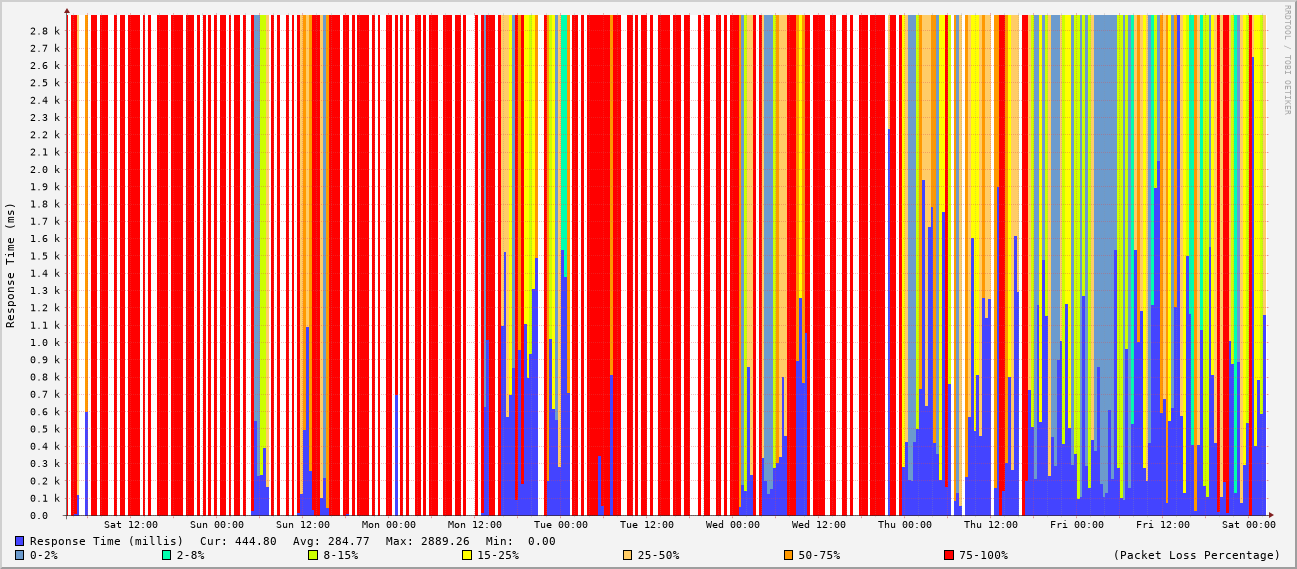 RRDTOOL / TOBI OETIKER
Response Time (ms)
2.8 k
2.7 k
2.6 k
2.5 k
2.4 k
2.3 k
2.2 k
2.1 k
2.0 k
1.9 k
1.8 k
1.7 k
1.6 k
1.5 k
1.4 k
1.3 k
1.2 k
1.1 k
1.0 k
0.9 k
0.8 k
0.7 k
0.6 k
0.5 k
0.4 k
0.3 k
0.2 k
0.1 k
0.0
Sat 12:00 Sun 00:00 Sun 12:00 Mon 00:00 Mon 12:00 Tue 00:00 Tue 12:00 Wed 00:00 Wed 12:00 Thu 00:00 Thu 12:00 Fri 00:00 Fri 12:00 Sat 00:00
Response Time (millis) Cur: 444.80 Avg: 284.77 Max: 2889.26 Min: 0.00
0-2% 2-8% 8-15% 15-25% 25-50% 50-75% 75-100% (Packet Loss Percentage)